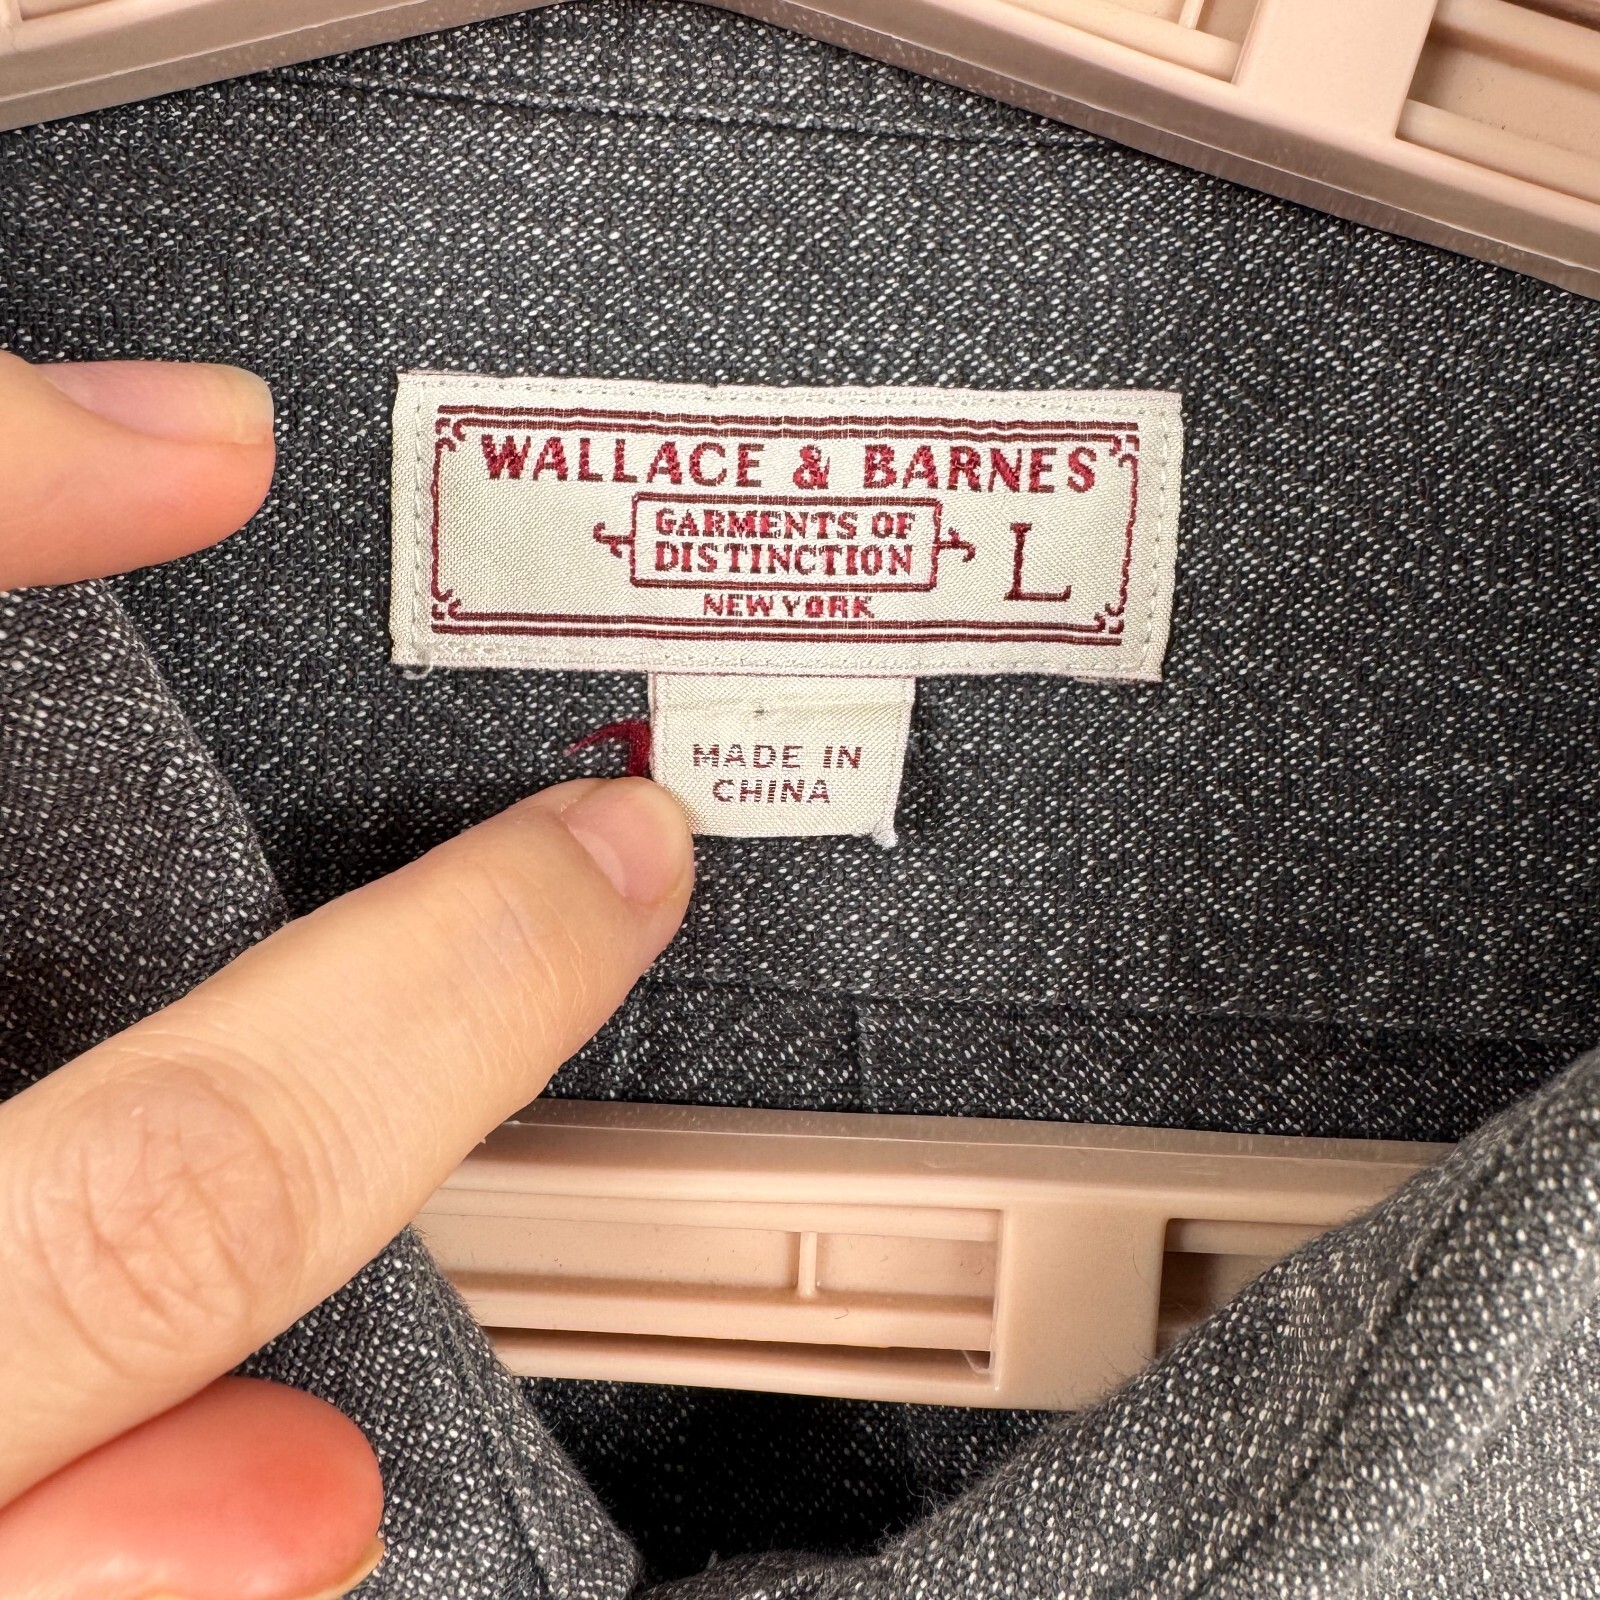 WALLACE & BARNES
GARMENTS OF
DISTINCTION
L
NEW YORK
MADE IN
CHINA